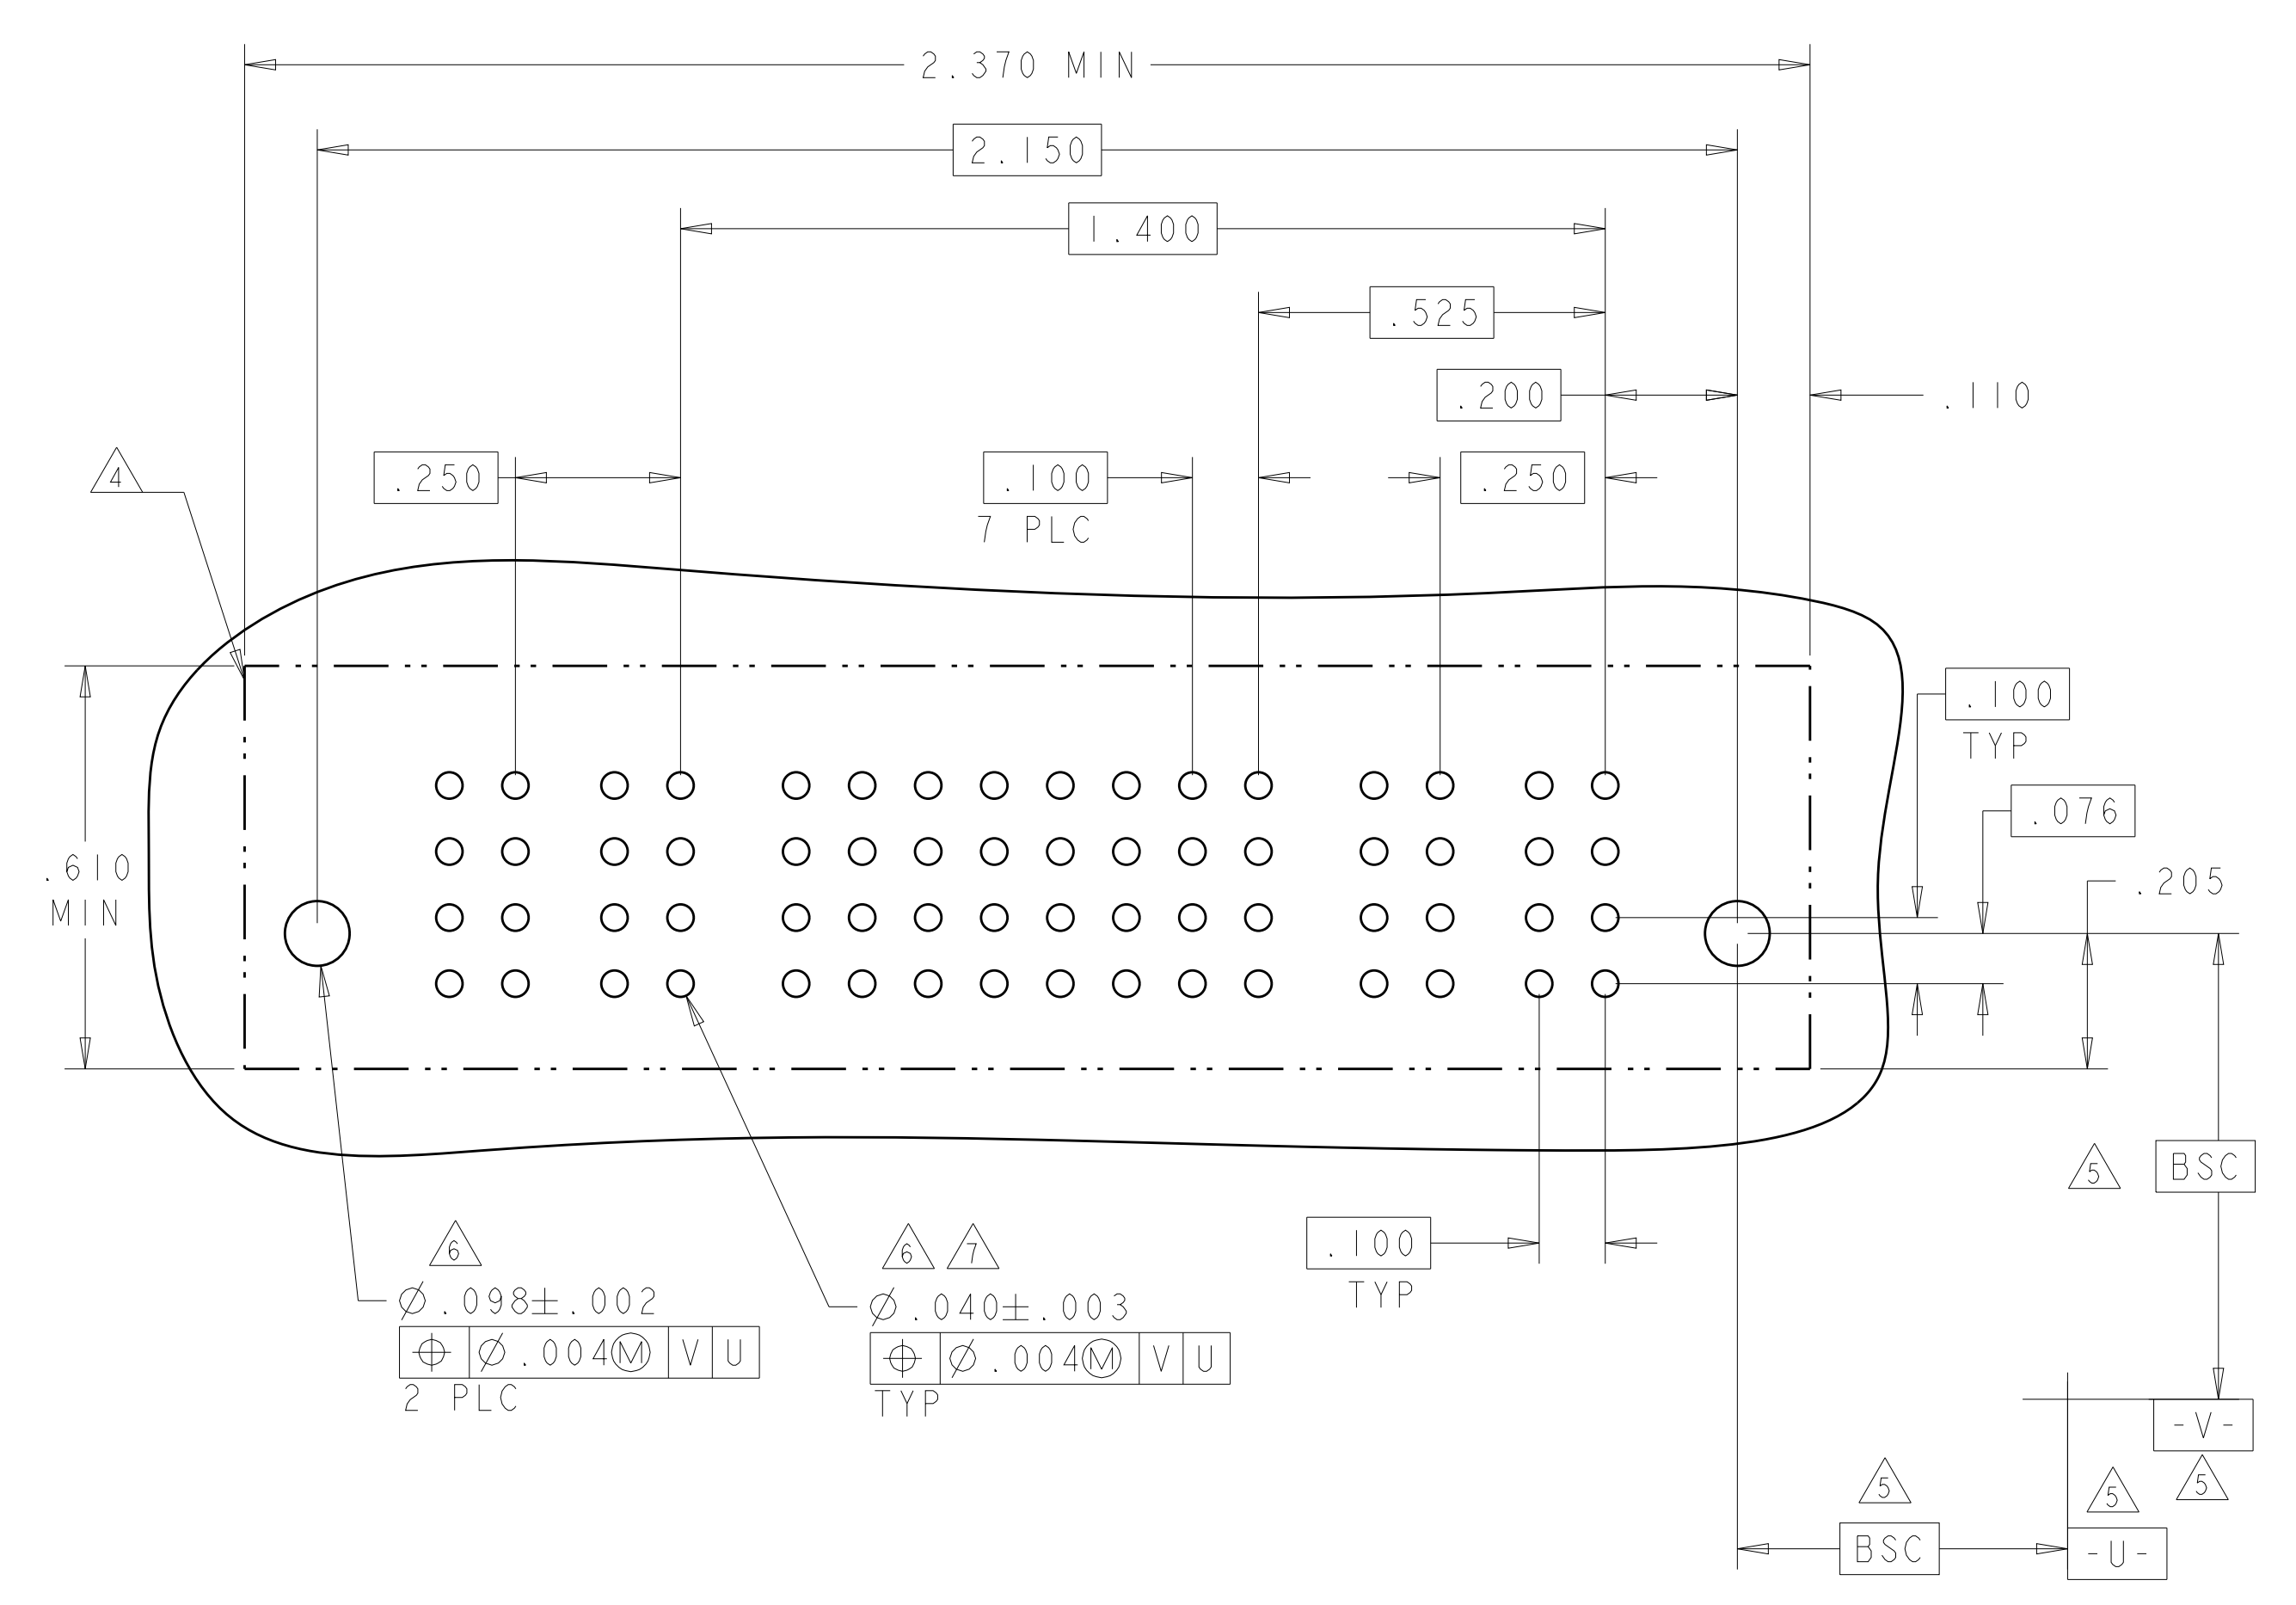 2.370 MIN
2.150
1.400
.525
.200
.110
4
.250
.100
7 PLC
.250
.100
TYP
.076
.610
MIN
.205
5
BSC
6
Ø.098±.002
⌖ Ø.004Ⓜ V U
2 PLC
6 7
Ø.040±.003
⌖ Ø.004Ⓜ V U
TYP
.100
TYP
-V-
5
5
5
BSC
-U-